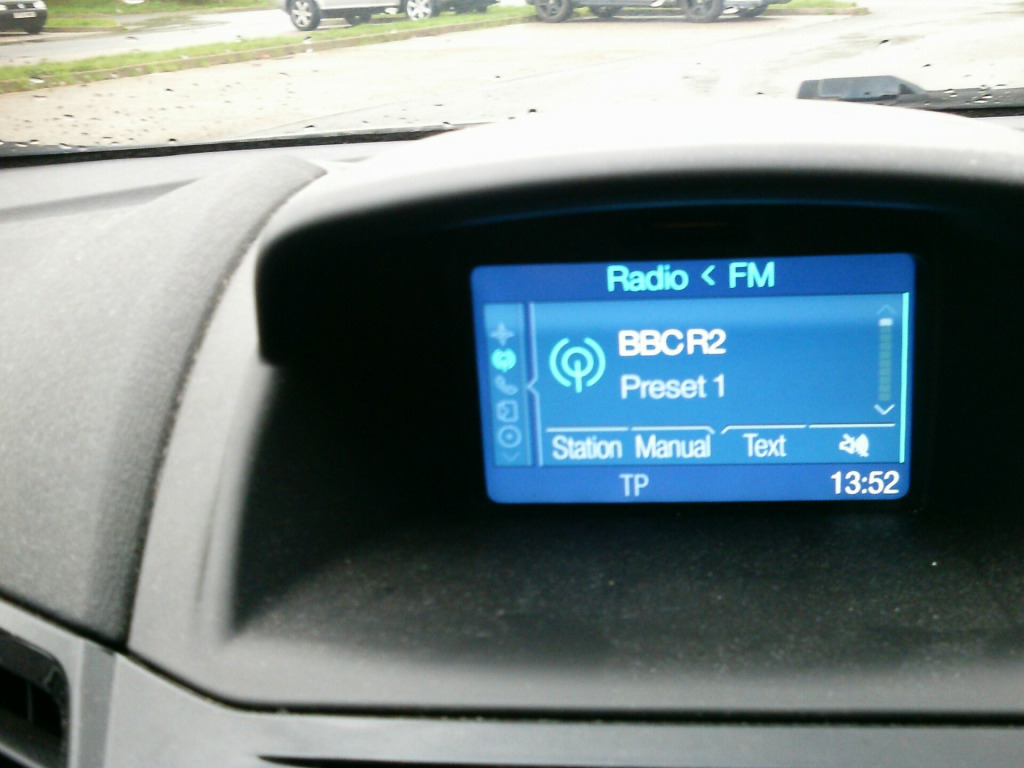 Radio < FM
BBC R2
Preset 1
Station Manual Text
TP 13:52